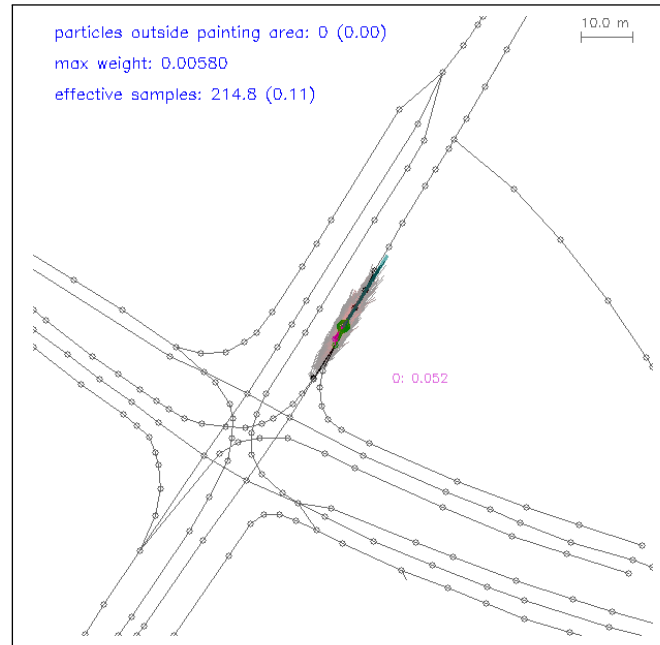 particles outside painting area: 0 (0.00)
10.0 m
max weight: 0.00580
effective samples: 214.8 (0.11)
Q: 0.052